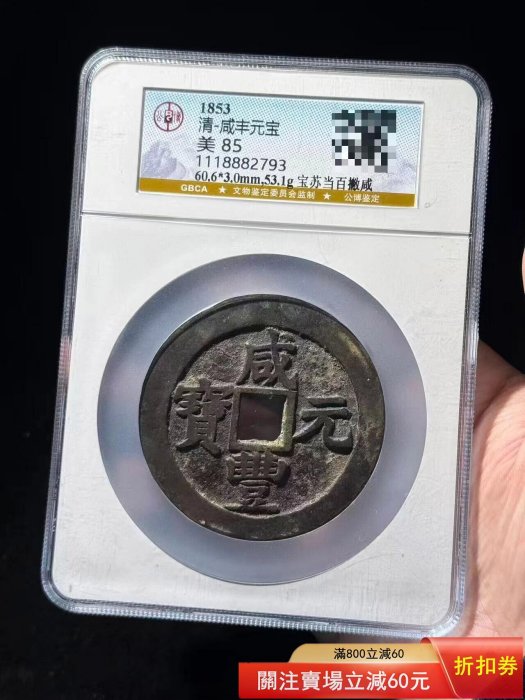 1853
清-咸丰元宝
美 85
1118882793
60.6*3.0mm,53.1g 宝苏当百撇咸
GBCA ★ 文物鉴定委员会监制 ★ 公博鉴定
咸
寶 元
豐
滿800立減60
關注賣場立減60元
折扣券